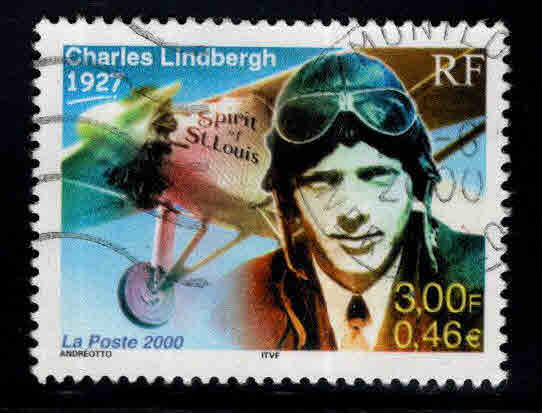 Charles Lindbergh
1927
RF
Spirit
of
St. Louis
3,00F
0,46€
La Poste 2000
ANDREOTTO
ITVF